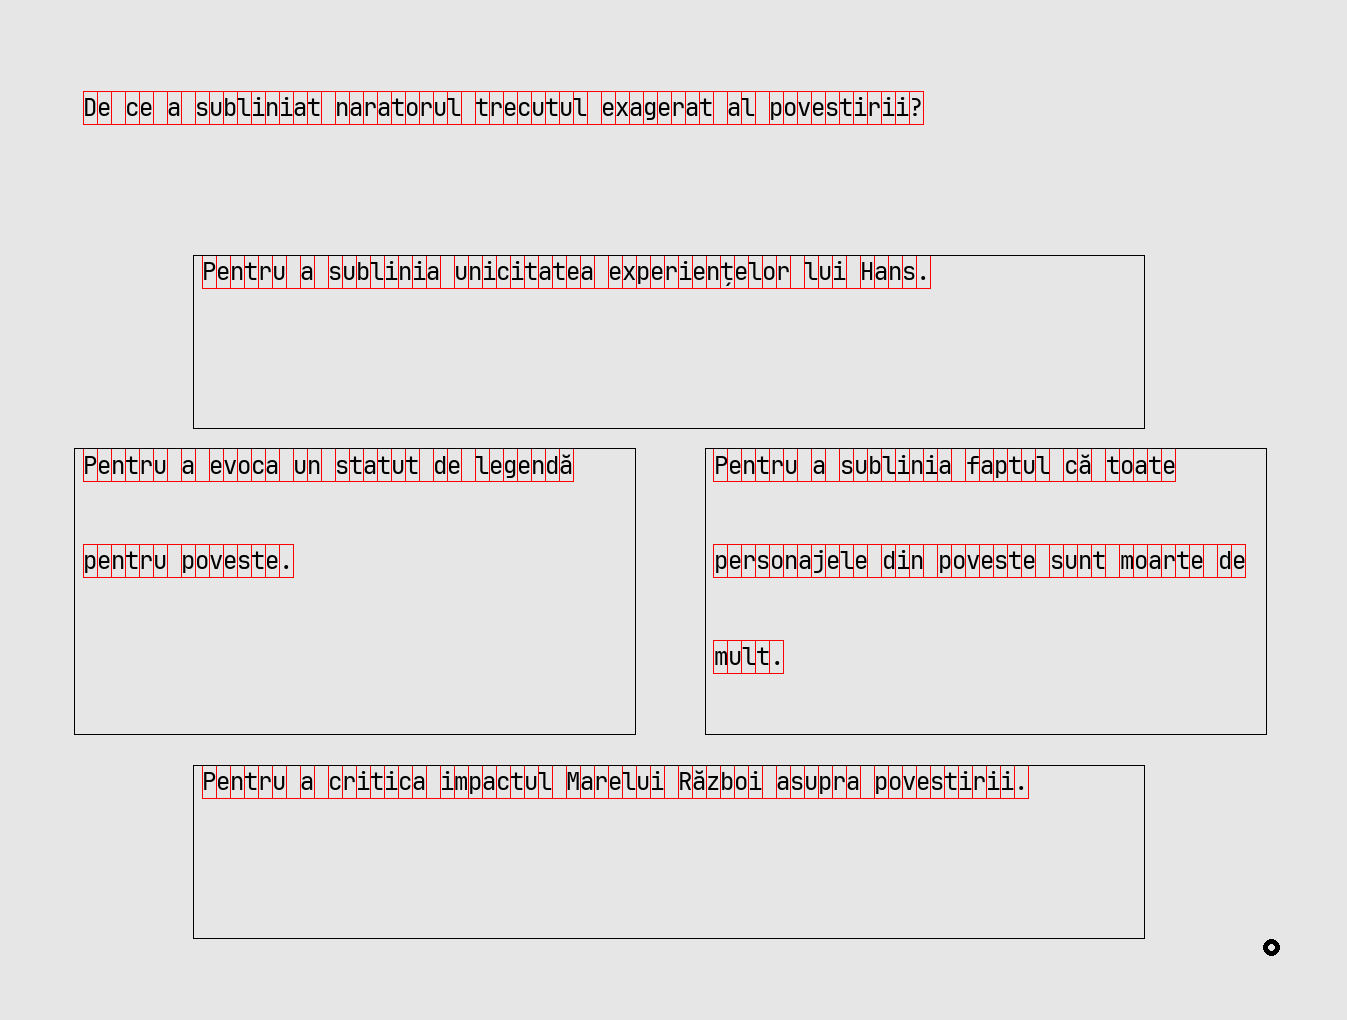 De ce a subliniat naratorul trecutul exagerat al povestirii?
Pentru a sublinia unicitatea experiențelor lui Hans.
Pentru a evoca un statut de legendă
pentru poveste.
Pentru a sublinia faptul că toate
personajele din poveste sunt moarte de
mult.
Pentru a critica impactul Marelui Război asupra povestirii.